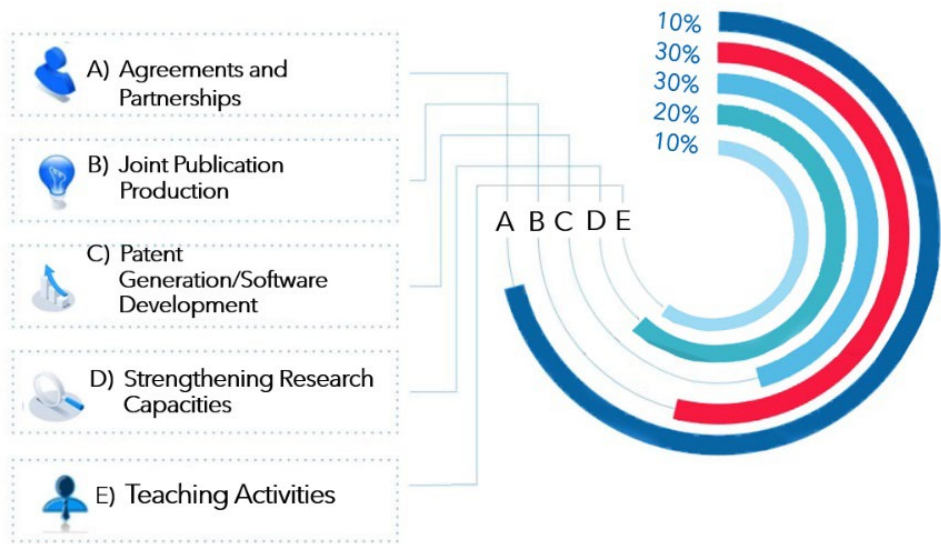 A) Agreements and
Partnerships
B) Joint Publication
Production
C) Patent
Generation/Software
Development
D) Strengthening Research
Capacities
E) Teaching Activities
10%
30%
30%
20%
10%
A B C D E